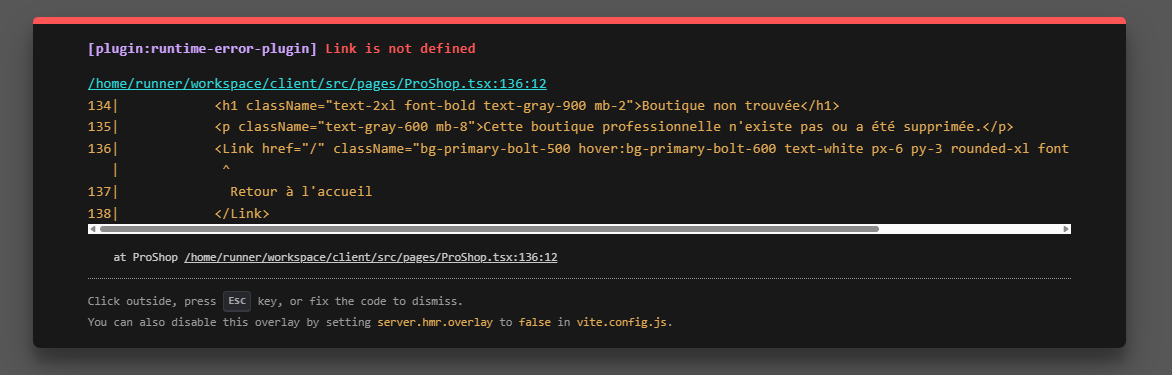 [plugin:runtime-error-plugin] Link is not defined
/home/runner/workspace/client/src/pages/ProShop.tsx:136:12
134|            <h1 className="text-2xl font-bold text-gray-900 mb-2">Boutique non trouvée</h1>
135|            <p className="text-gray-600 mb-8">Cette boutique professionnelle n'existe pas ou a été supprimée.</p>
136|            <Link href="/" className="bg-primary-bolt-500 hover:bg-primary-bolt-600 text-white px-6 py-3 rounded-xl font
   |             ^
137|              Retour à l'accueil
138|            </Link>
at ProShop /home/runner/workspace/client/src/pages/ProShop.tsx:136:12
Click outside, press Esc key, or fix the code to dismiss.
You can also disable this overlay by setting server.hmr.overlay to false in vite.config.js.